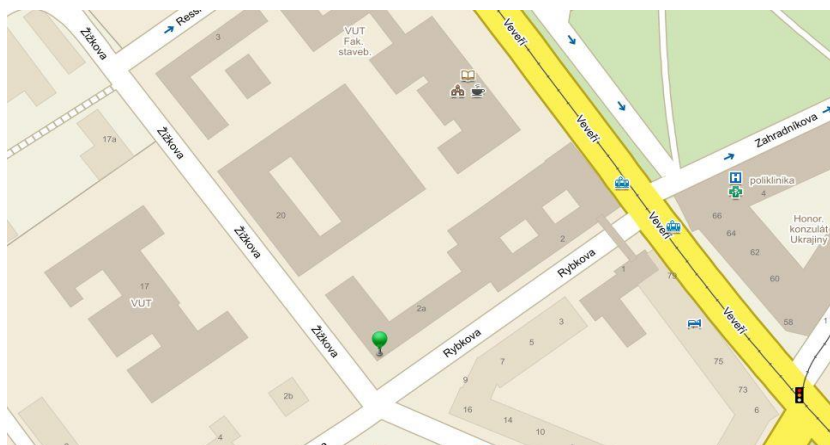 Žižkova
Ress
3
VUT
Fak.
staveb.
Veveří
17a
Žižkova
Zahradníkova
poliklinika
4
20
66
64
62
60
58
Honor.
konzulát
Ukrajiny
Veveří
2
Rybkova
1
79
17
VUT
Žižkova
2a
Rybkova
3
5
7
9
75
73
6
Veveří
2b
16
14
10
4
1